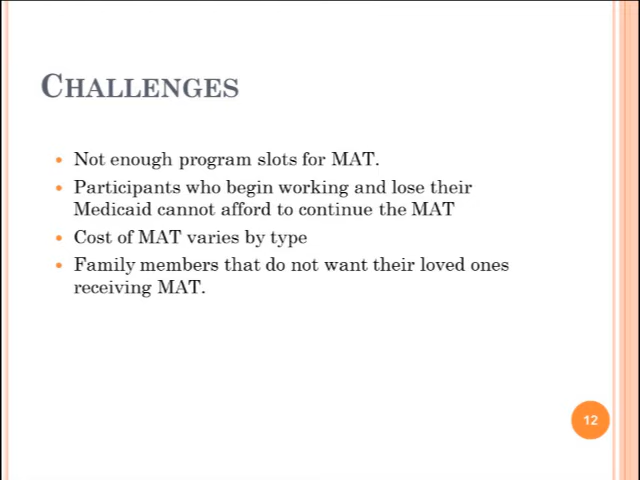 CHALLENGES
• Not enough program slots for MAT.
• Participants who begin working and lose their
Medicaid cannot afford to continue the MAT
• Cost of MAT varies by type
• Family members that do not want their loved ones
receiving MAT.
12